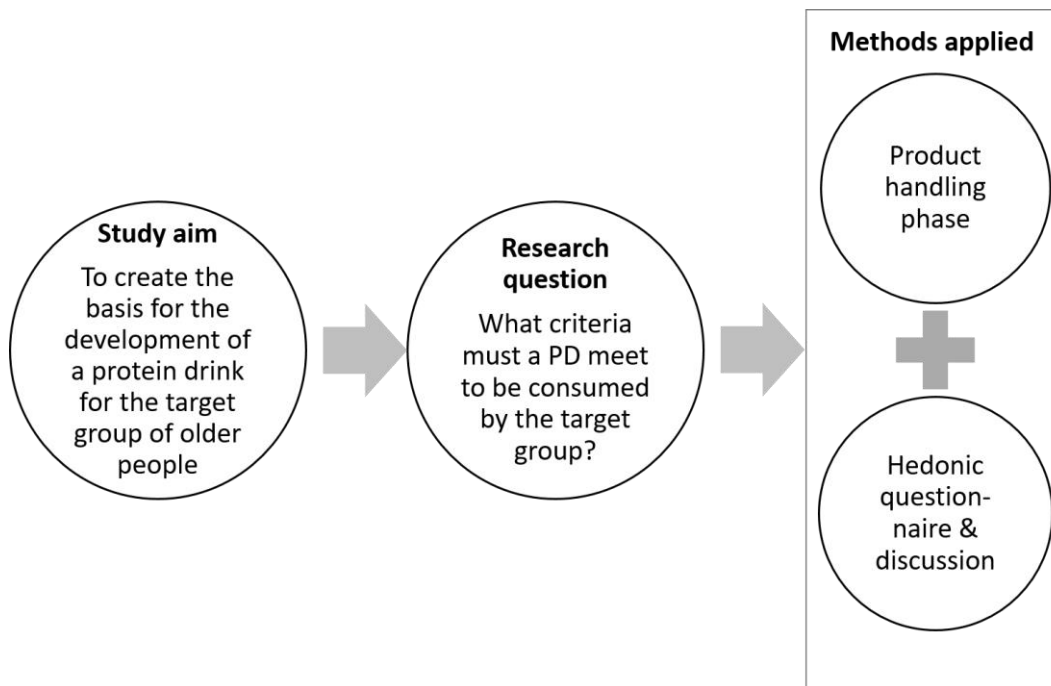 Study aim
To create the
basis for the
development of
a protein drink
for the target
group of older
people
Research
question
What criteria
must a PD meet
to be consumed
by the target
group?
Methods applied
Product
handling
phase
Hedonic
question-
naire &
discussion